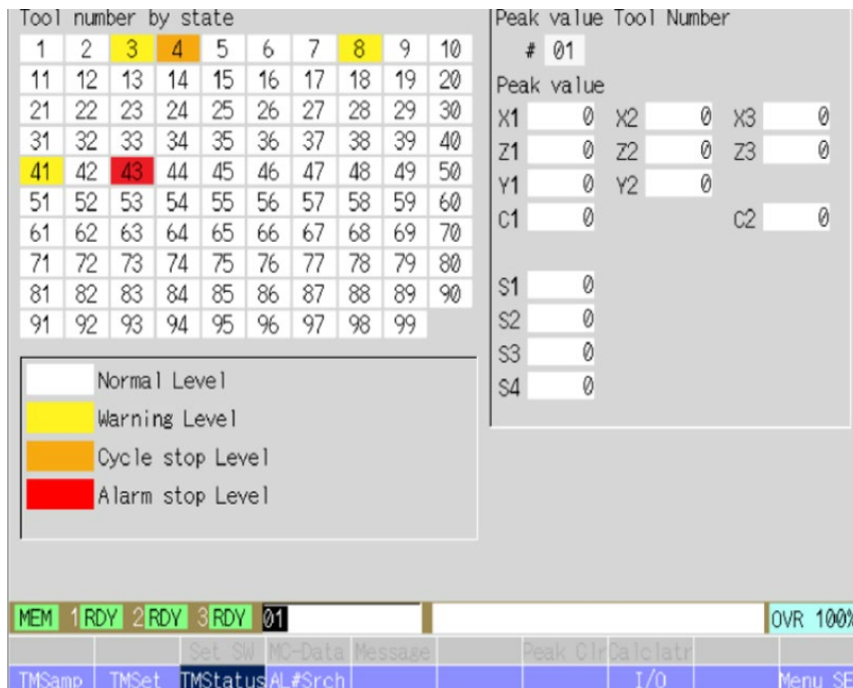 Tool number by state
1 2 3 4 5 6 7 8 9 10
11 12 13 14 15 16 17 18 19 20
21 22 23 24 25 26 27 28 29 30
31 32 33 34 35 36 37 38 39 40
41 42 43 44 45 46 47 48 49 50
51 52 53 54 55 56 57 58 59 60
61 62 63 64 65 66 67 68 69 70
71 72 73 74 75 76 77 78 79 80
81 82 83 84 85 86 87 88 89 90
91 92 93 94 95 96 97 98 99
Normal Level
Warning Level
Cycle stop Level
Alarm stop Level
Peak value Tool Number
# 01
Peak value
X1 0 X2 0 X3 0
Z1 0 Z2 0 Z3 0
Y1 0 Y2 0
C1 0 C2 0
S1 0
S2 0
S3 0
S4 0
MEM 1 RDY 2 RDY 3 RDY 01 OVR 100%
Set SW MC-Data Message Peak Clr Calclatr
TMSamp TMSet TMStatus AL#Srch I/O Menu SE